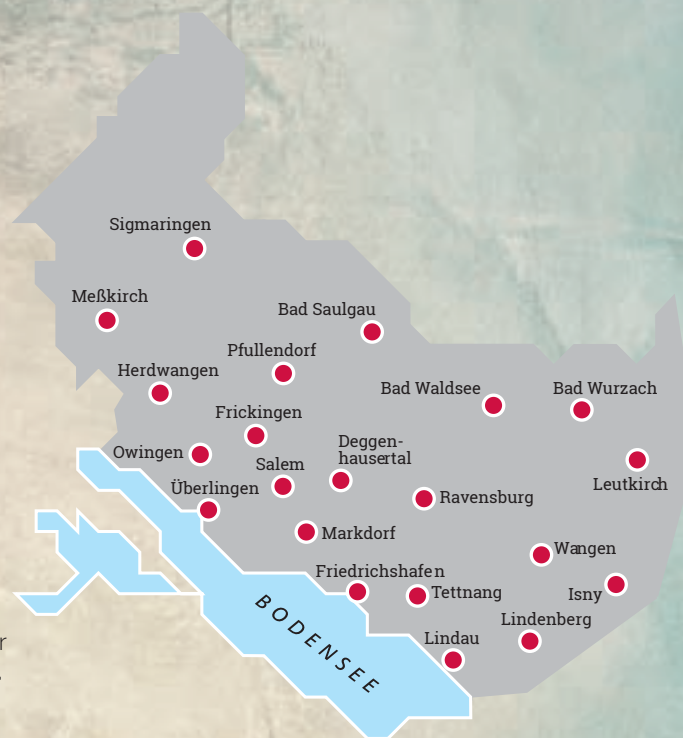 Sigmaringen
Meßkirch
Bad Saulgau
Pfullendorf
Herdwangen
Bad Waldsee
Bad Wurzach
Frickingen
Deggen-
hausertal
Owingen
Salem
Leutkirch
Überlingen
Ravensburg
Markdorf
Wangen
Friedrichshafen
Tettnang
Isny
Lindenberg
Lindau
BODENSEE
r